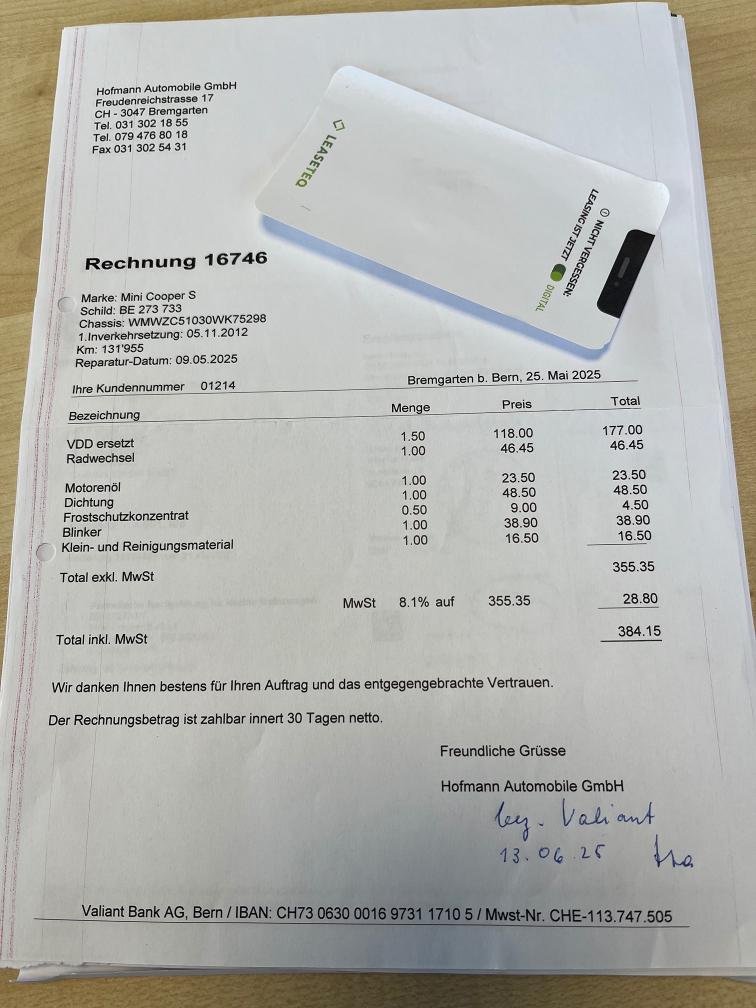 Hofmann Automobile GmbH
Freudenreichstrasse 17
CH - 3047 Bremgarten
Tel. 031 302 18 55
Tel. 079 476 80 18
Fax 031 302 54 31
LEASETEQ
NICHT VERGESSEN:
LEASING IST JETZT DIGITAL
Rechnung 16746
Marke: Mini Cooper S
Schild: BE 273 733
Chassis: WMWZC51030WK75298
1.Inverkehrsetzung: 05.11.2012
Km: 131'955
Reparatur-Datum: 09.05.2025
Ihre Kundennummer 01214 Bremgarten b. Bern, 25. Mai 2025
Bezeichnung Menge Preis Total
VDD ersetzt 1.50 118.00 177.00
Radwechsel 1.00 46.45 46.45
Motorenöl 1.00 23.50 23.50
Dichtung 1.00 48.50 48.50
Frostschutzkonzentrat 0.50 9.00 4.50
Blinker 1.00 38.90 38.90
Klein- und Reinigungsmaterial 1.00 16.50 16.50
Total exkl. MwSt 355.35
MwSt 8.1% auf 355.35 28.80
Total inkl. MwSt 384.15
Wir danken Ihnen bestens für Ihren Auftrag und das entgegengebrachte Vertrauen.
Der Rechnungsbetrag ist zahlbar innert 30 Tagen netto.
Freundliche Grüsse
Hofmann Automobile GmbH
bez. Valiant
13.06.25
Valiant Bank AG, Bern / IBAN: CH73 0630 0016 9731 1710 5 / Mwst-Nr. CHE-113.747.505